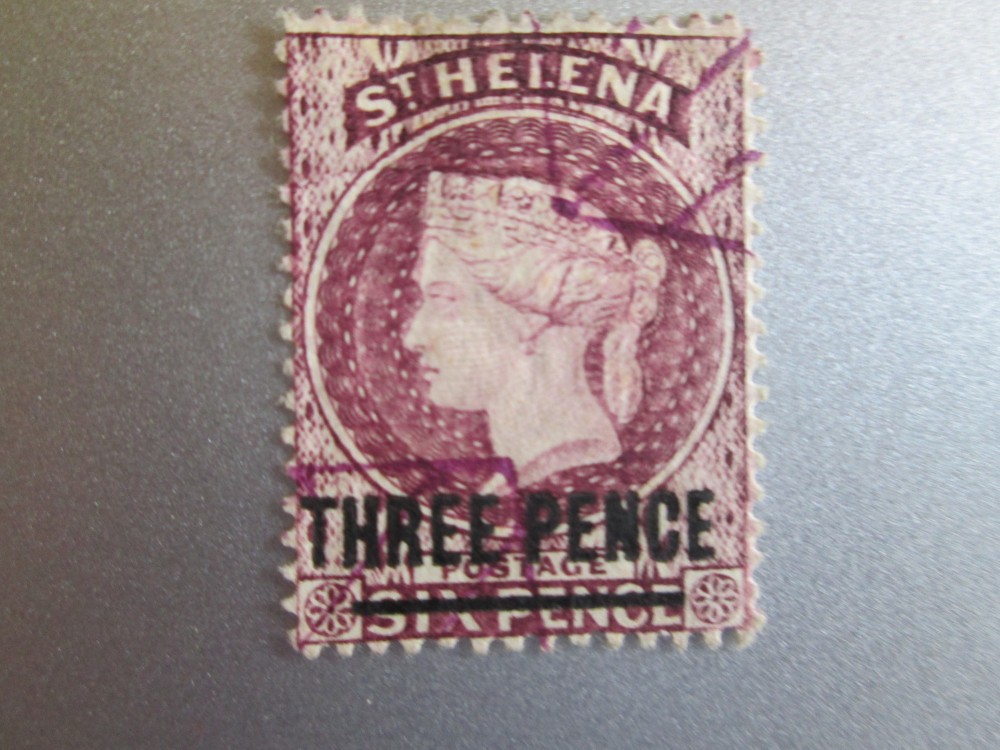 ST HELENA
THREE PENCE
POSTAGE
SIX PENCE